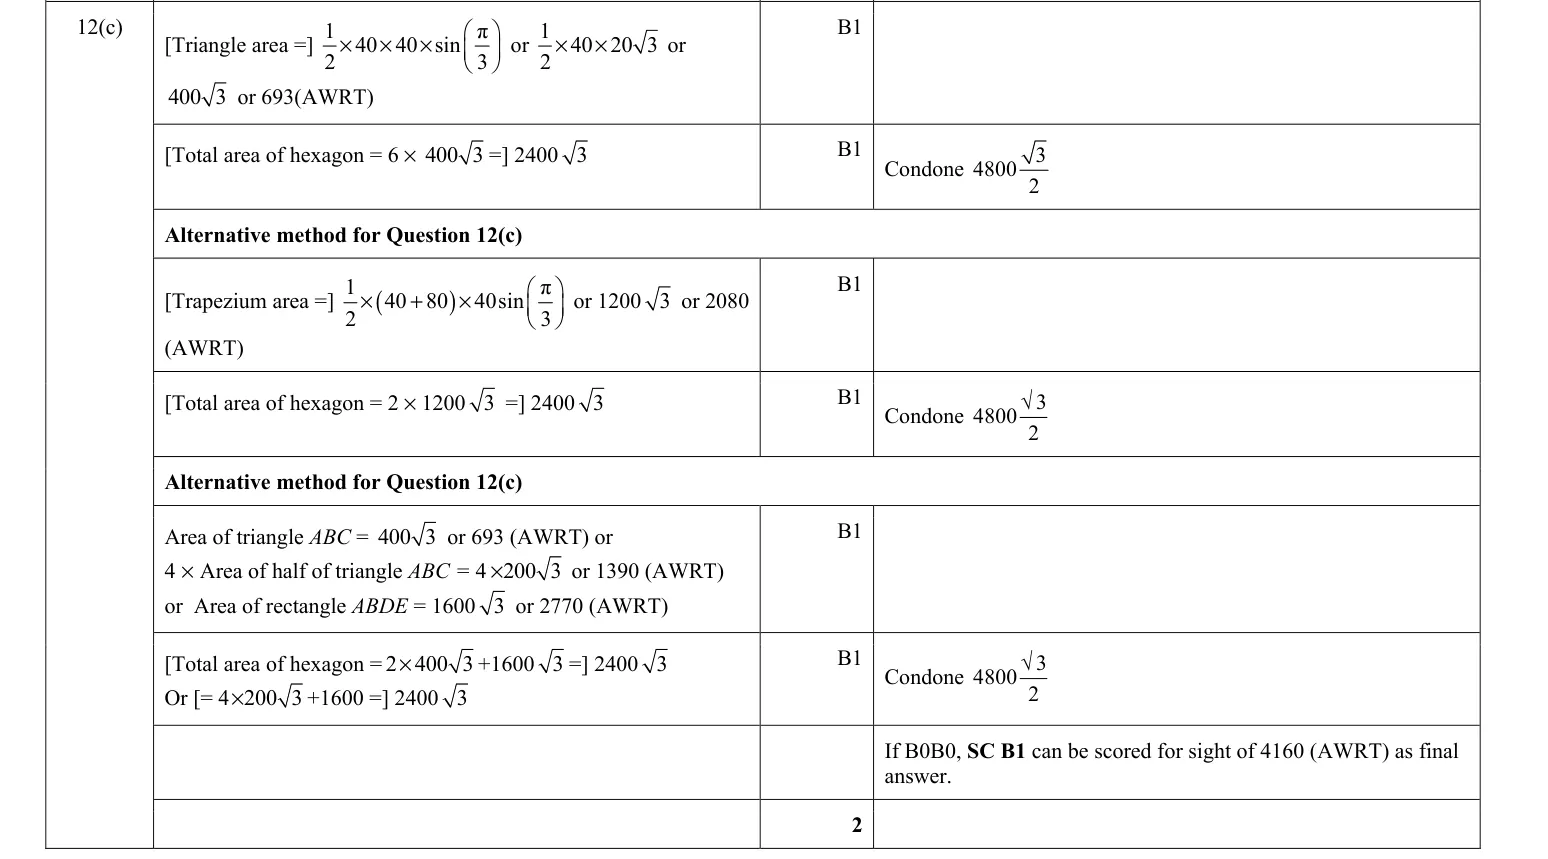 12(c)
[Triangle area =] 1/2 × 40 × 40 × sin(π/3) or 1/2 × 40 × 20√3 or B1
400√3 or 693(AWRT)
[Total area of hexagon = 6 × 400√3 =] 2400√3 B1 Condone 4800 √3/2
Alternative method for Question 12(c)
[Trapezium area =] 1/2 × (40 + 80) × 40sin(π/3) or 1200√3 or 2080 B1
(AWRT)
[Total area of hexagon = 2 × 1200√3 =] 2400√3 B1 Condone 4800 √3/2
Alternative method for Question 12(c)
Area of triangle ABC = 400√3 or 693 (AWRT) or B1
4 × Area of half of triangle ABC = 4 ×200√3 or 1390 (AWRT)
or Area of rectangle ABDE = 1600√3 or 2770 (AWRT)
[Total area of hexagon = 2×400√3 +1600√3 =] 2400√3 B1 Condone 4800 √3/2
Or [= 4×200√3 +1600 =] 2400√3
If B0B0, SC B1 can be scored for sight of 4160 (AWRT) as final
answer.
2